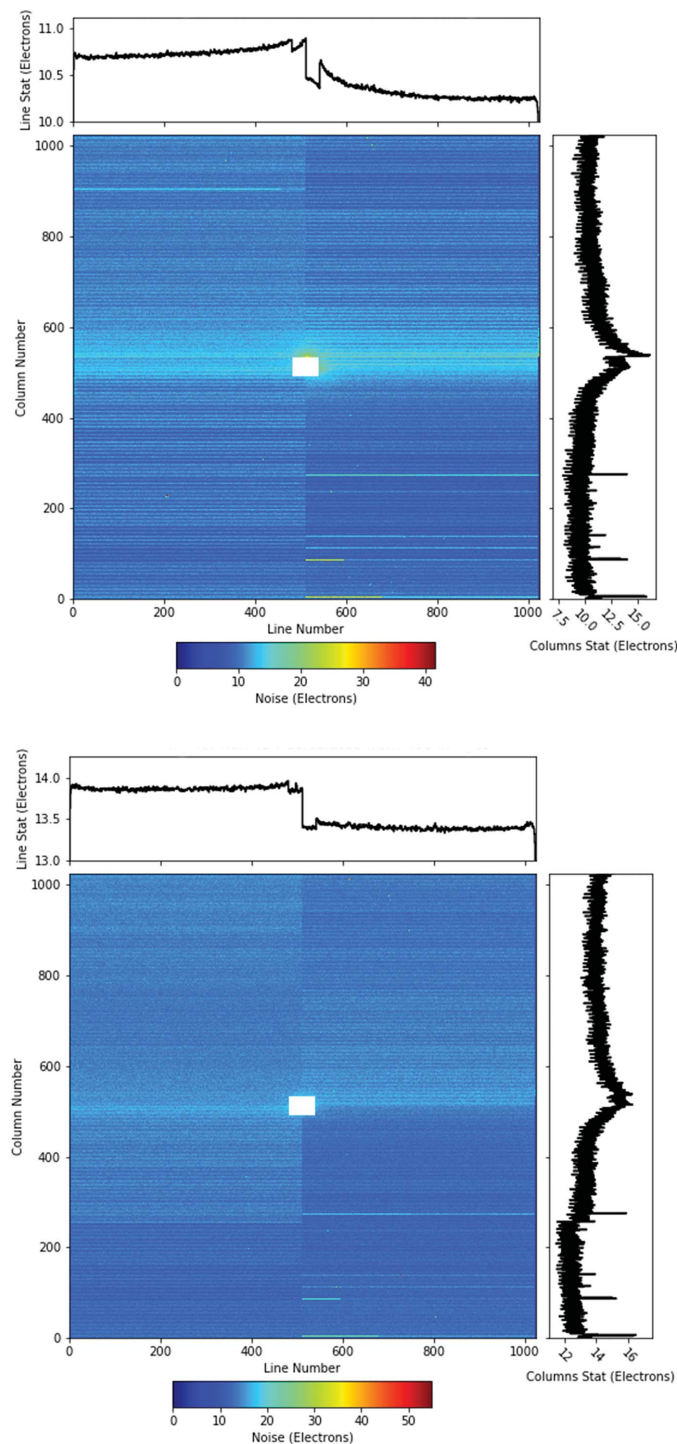 Line Stat (Electrons)
11.0
10.5
10.0
Column Number
1000
800
600
400
200
0
0 200 400 600 800 1000
Line Number
7.5 10.0 12.5 15.0
Columns Stat (Electrons)
0 10 20 30 40
Noise (Electrons)
Line Stat (Electrons)
14.0
13.5
13.0
Column Number
1000
800
600
400
200
0
0 200 400 600 800 1000
Line Number
12 14 16
Columns Stat (Electrons)
0 10 20 30 40 50
Noise (Electrons)